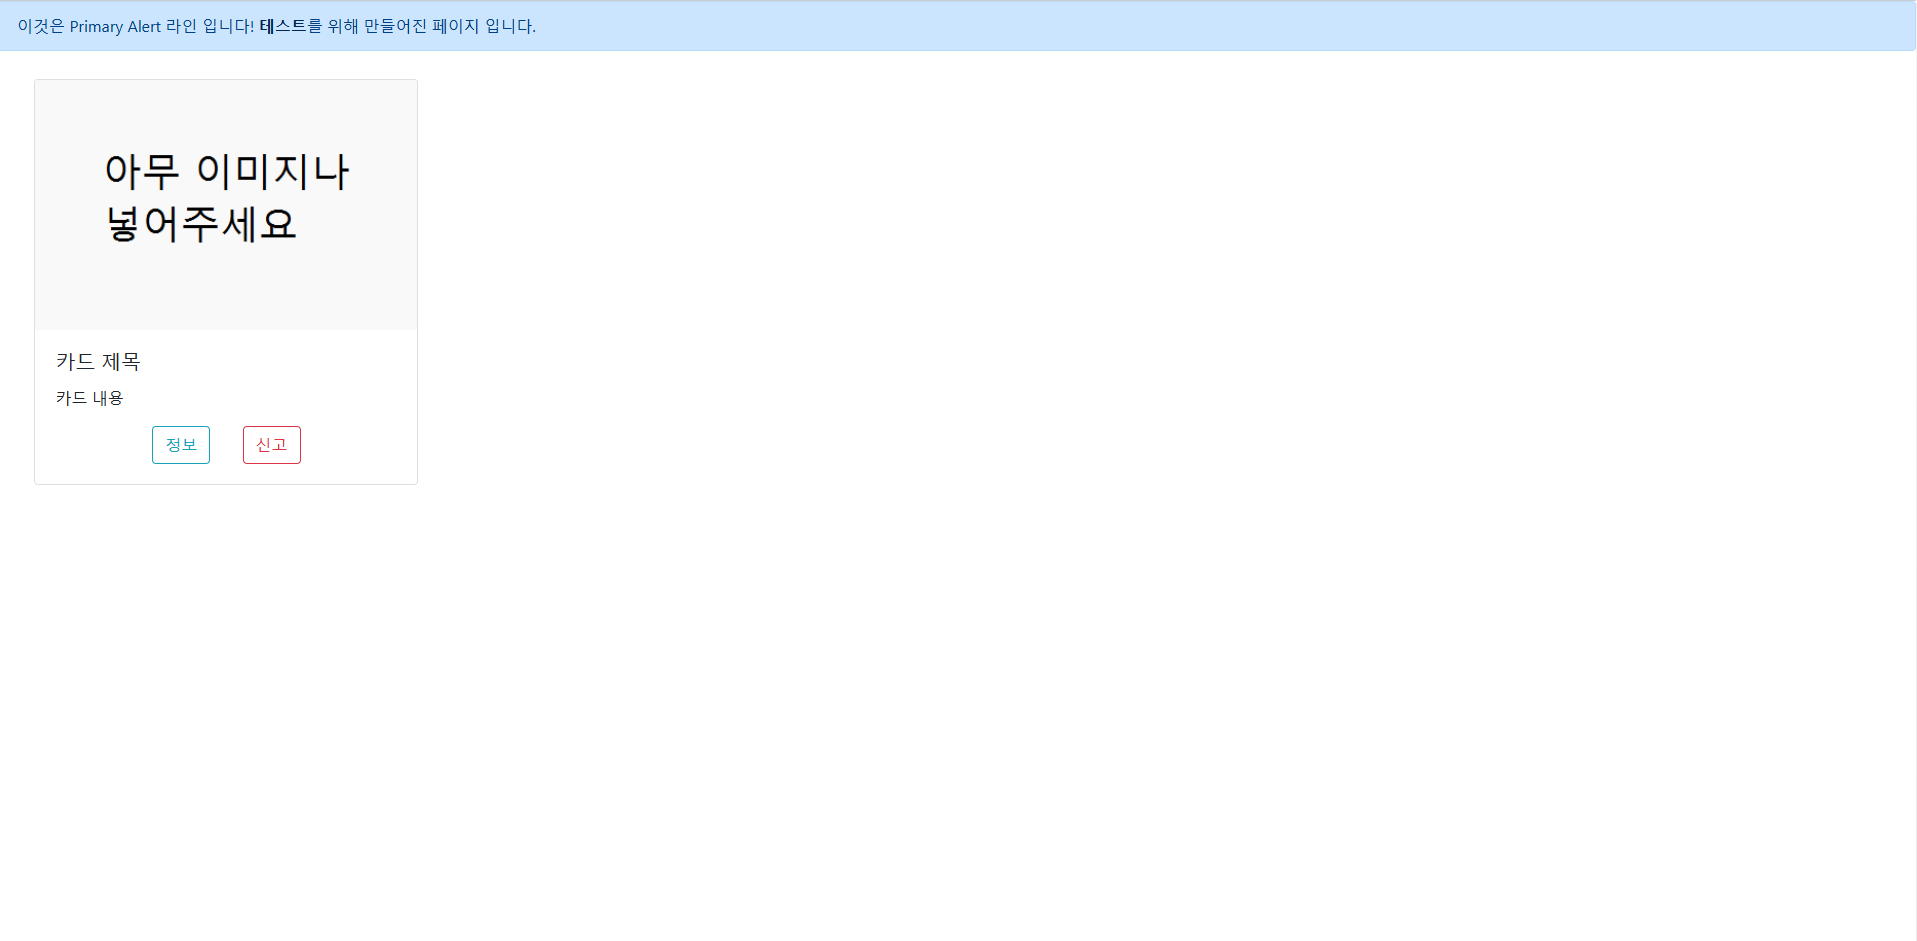 이것은 Primary Alert 라인 입니다! 테스트를 위해 만들어진 페이지 입니다.
아무 이미지나
넣어주세요
카드 제목
카드 내용
정보 신고